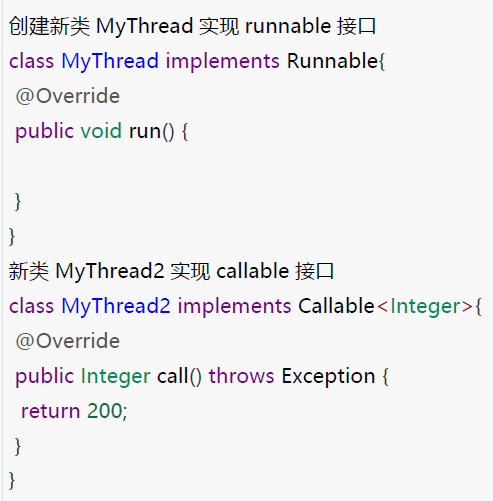 创建新类 MyThread 实现 runnable 接口
class MyThread implements Runnable{
 @Override
 public void run() {

 }
}
新类 MyThread2 实现 callable 接口
class MyThread2 implements Callable<Integer>{
 @Override
 public Integer call() throws Exception {
  return 200;
 }
}